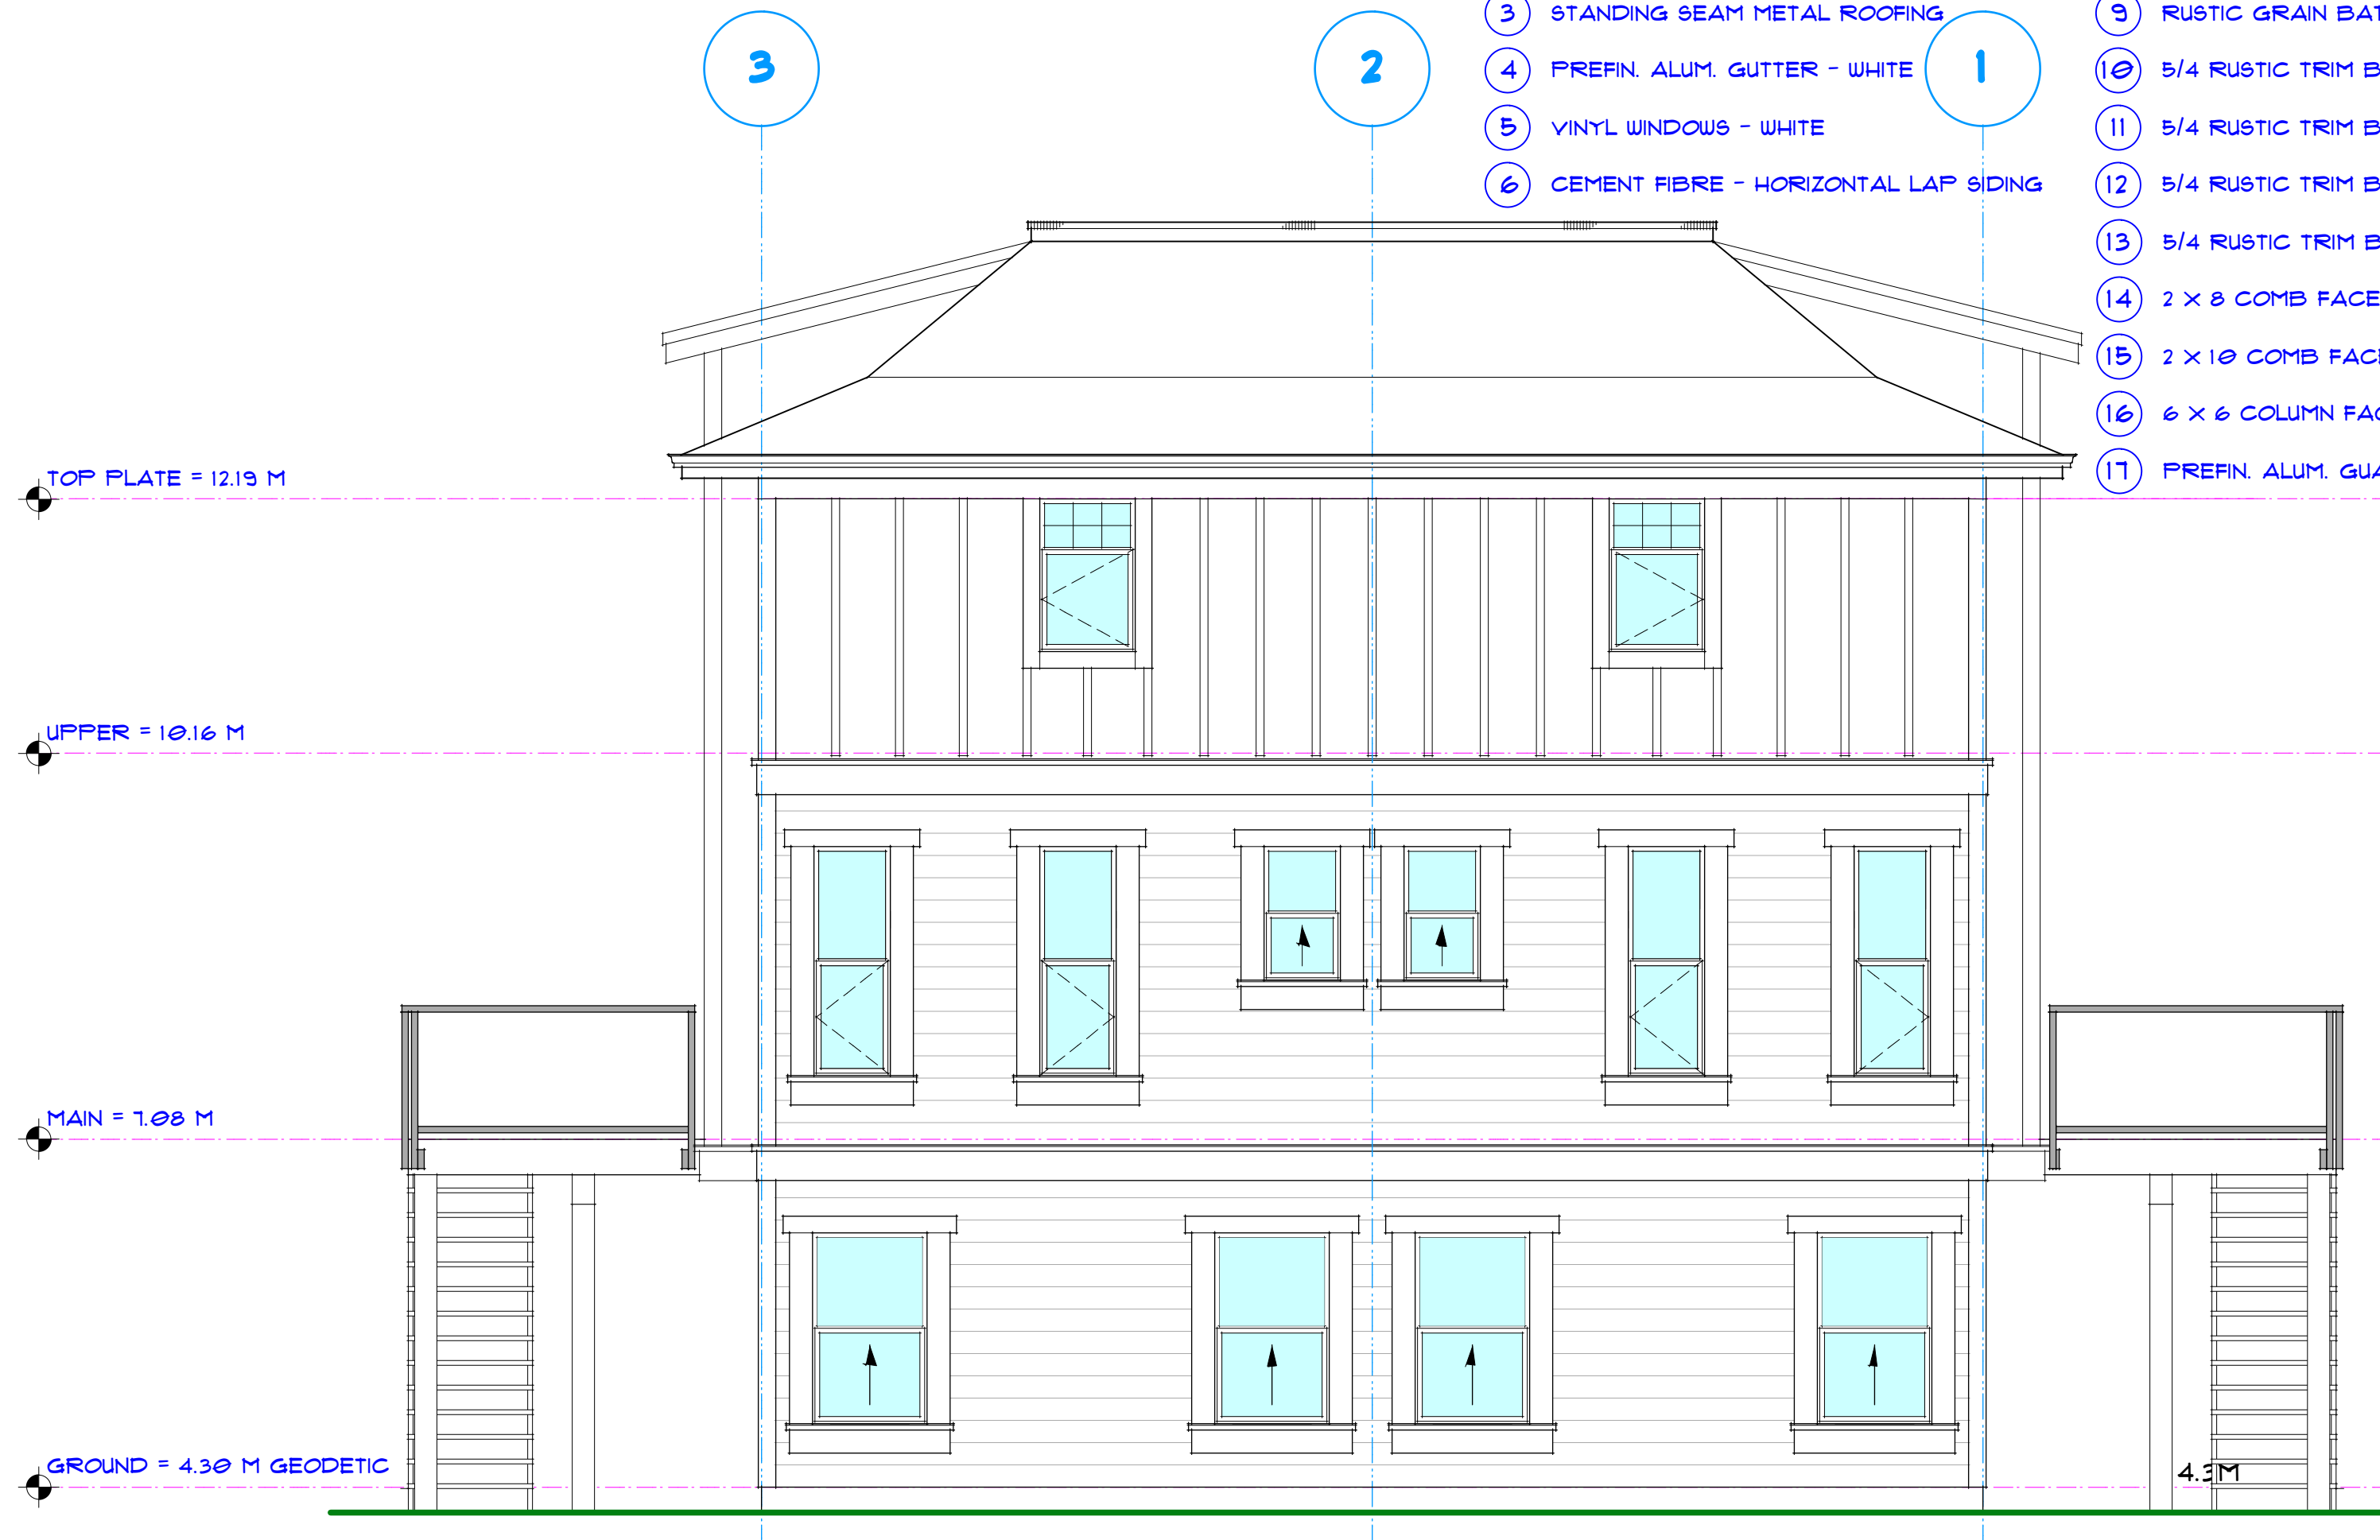 3 STANDING SEAM METAL ROOFING
4 PREFIN. ALUM. GUTTER - WHITE
5 VINYL WINDOWS - WHITE
6 CEMENT FIBRE - HORIZONTAL LAP SIDING
9 RUSTIC GRAIN
10 5/4 RUSTIC TRIM
11 5/4 RUSTIC TRIM
12 5/4 RUSTIC TRIM
13 5/4 RUSTIC TRIM
14 2 X 8 COMB FACE
15 2 X 10 COMB
16 6 X 6 COLUMN
17 PREFIN. ALUM.
3
2
1
TOP PLATE = 12.19 M
UPPER = 10.16 M
MAIN = 7.08 M
GROUND = 4.30 M GEODETIC
4.3M